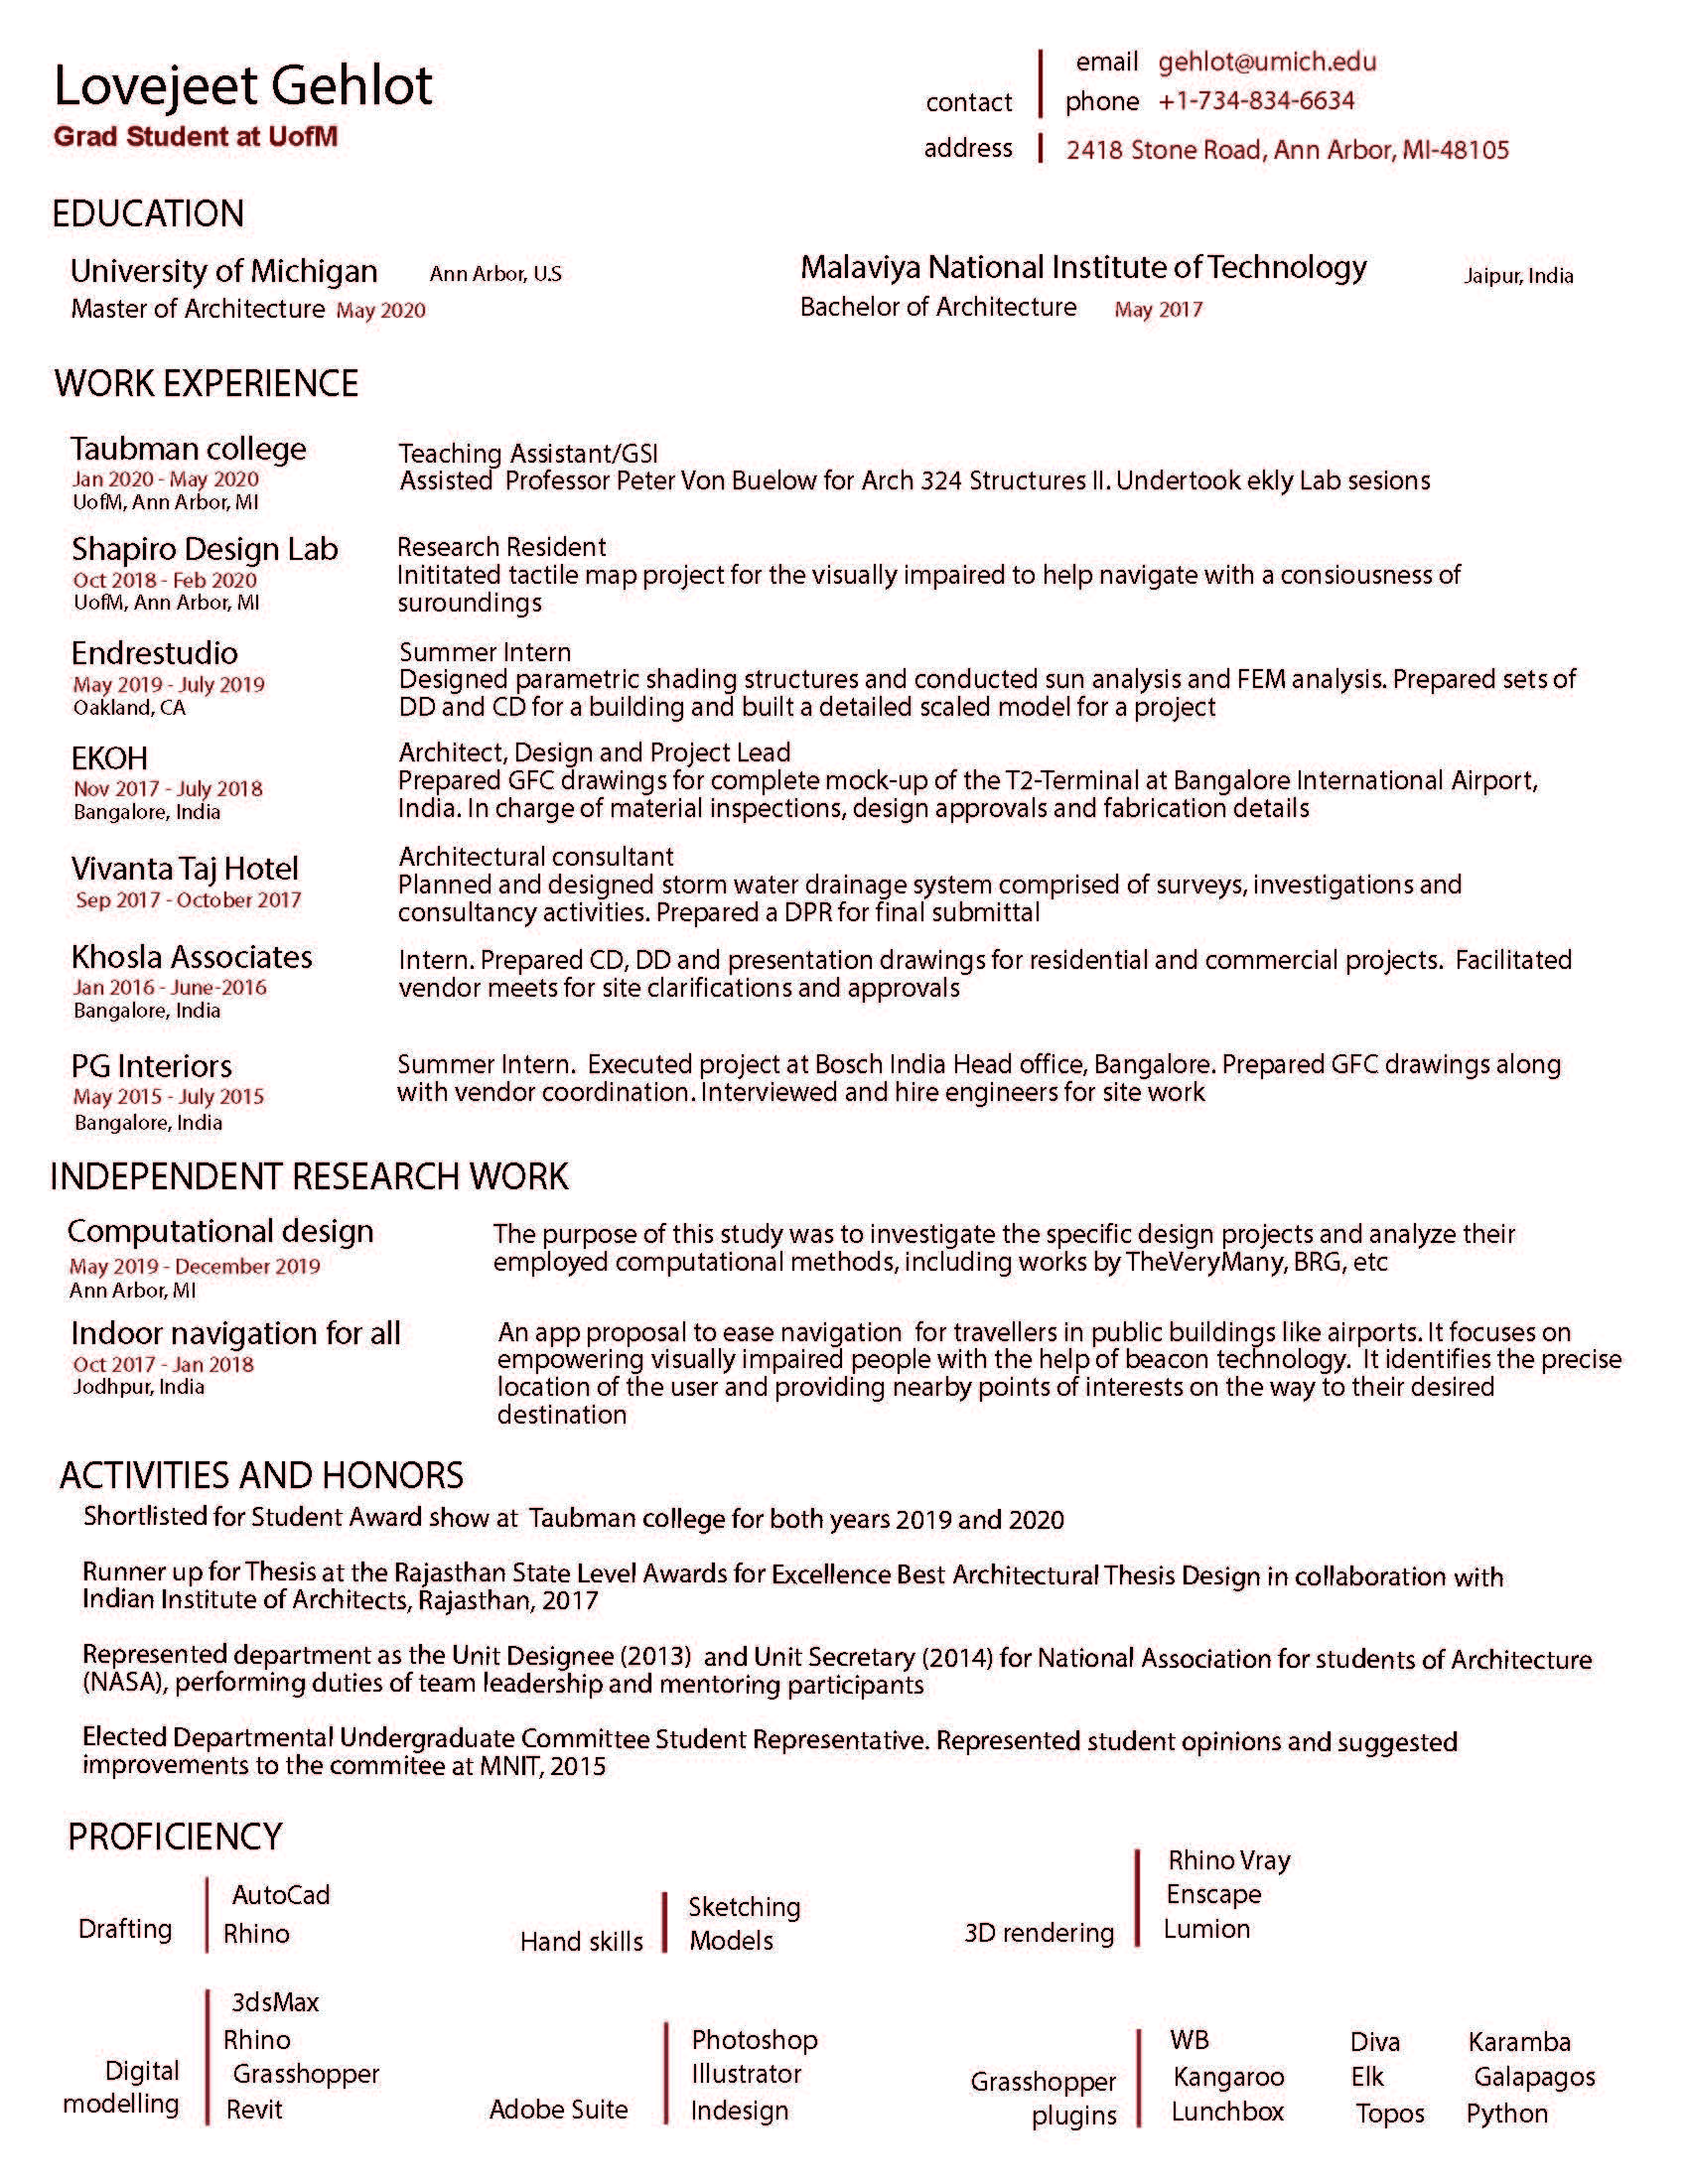 Lovejeet Gehlot
Grad Student at UofM
contact
email gehlot@umich.edu
phone +1-734-834-6634
address 2418 Stone Road, Ann Arbor, MI-48105
EDUCATION
University of Michigan Ann Arbor, U.S
Master of Architecture May 2020
Malaviya National Institute of Technology Jaipur, India
Bachelor of Architecture May 2017
WORK EXPERIENCE
Taubman college
Jan 2020 - May 2020
UofM, Ann Arbor, MI
Teaching Assistant/GSI
Assisted Professor Peter Von Buelow for Arch 324 Structures II. Undertook ekly Lab sesions
Shapiro Design Lab
Oct 2018 - Feb 2020
UofM, Ann Arbor, MI
Research Resident
Inititated tactile map project for the visually impaired to help navigate with a consiousness of
suroundings
Endrestudio
May 2019 - July 2019
Oakland, CA
Summer Intern
Designed parametric shading structures and conducted sun analysis and FEM analysis. Prepared sets of
DD and CD for a building and built a detailed scaled model for a project
EKOH
Nov 2017 - July 2018
Bangalore, India
Architect, Design and Project Lead
Prepared GFC drawings for complete mock-up of the T2-Terminal at Bangalore International Airport,
India. In charge of material inspections, design approvals and fabrication details
Vivanta Taj Hotel
Sep 2017 - October 2017
Architectural consultant
Planned and designed storm water drainage system comprised of surveys, investigations and
consultancy activities. Prepared a DPR for final submittal
Khosla Associates
Jan 2016 - June-2016
Bangalore, India
Intern. Prepared CD, DD and presentation drawings for residential and commercial projects. Facilitated
vendor meets for site clarifications and approvals
PG Interiors
May 2015 - July 2015
Bangalore, India
Summer Intern. Executed project at Bosch India Head office, Bangalore. Prepared GFC drawings along
with vendor coordination. Interviewed and hire engineers for site work
INDEPENDENT RESEARCH WORK
Computational design
May 2019 - December 2019
Ann Arbor, MI
The purpose of this study was to investigate the specific design projects and analyze their
employed computational methods, including works by TheVeryMany, BRG, etc
Indoor navigation for all
Oct 2017 - Jan 2018
Jodhpur, India
An app proposal to ease navigation for travellers in public buildings like airports. It focuses on
empowering visually impaired people with the help of beacon technology. It identifies the precise
location of the user and providing nearby points of interests on the way to their desired
destination
ACTIVITIES AND HONORS
Shortlisted for Student Award show at Taubman college for both years 2019 and 2020
Runner up for Thesis at the Rajasthan State Level Awards for Excellence Best Architectural Thesis Design in collaboration with
Indian Institute of Architects, Rajasthan, 2017
Represented department as the Unit Designee (2013) and Unit Secretary (2014) for National Association for students of Architecture
(NASA), performing duties of team leadership and mentoring participants
Elected Departmental Undergraduate Committee Student Representative. Represented student opinions and suggested
improvements to the commitee at MNIT, 2015
PROFICIENCY
Drafting
AutoCad
Rhino
Hand skills
Sketching
Models
3D rendering
Rhino Vray
Enscape
Lumion
Digital
modelling
3dsMax
Rhino
Grasshopper
Revit
Adobe Suite
Photoshop
Illustrator
Indesign
Grasshopper
plugins
WB Diva Karamba
Kangaroo Elk Galapagos
Lunchbox Topos Python